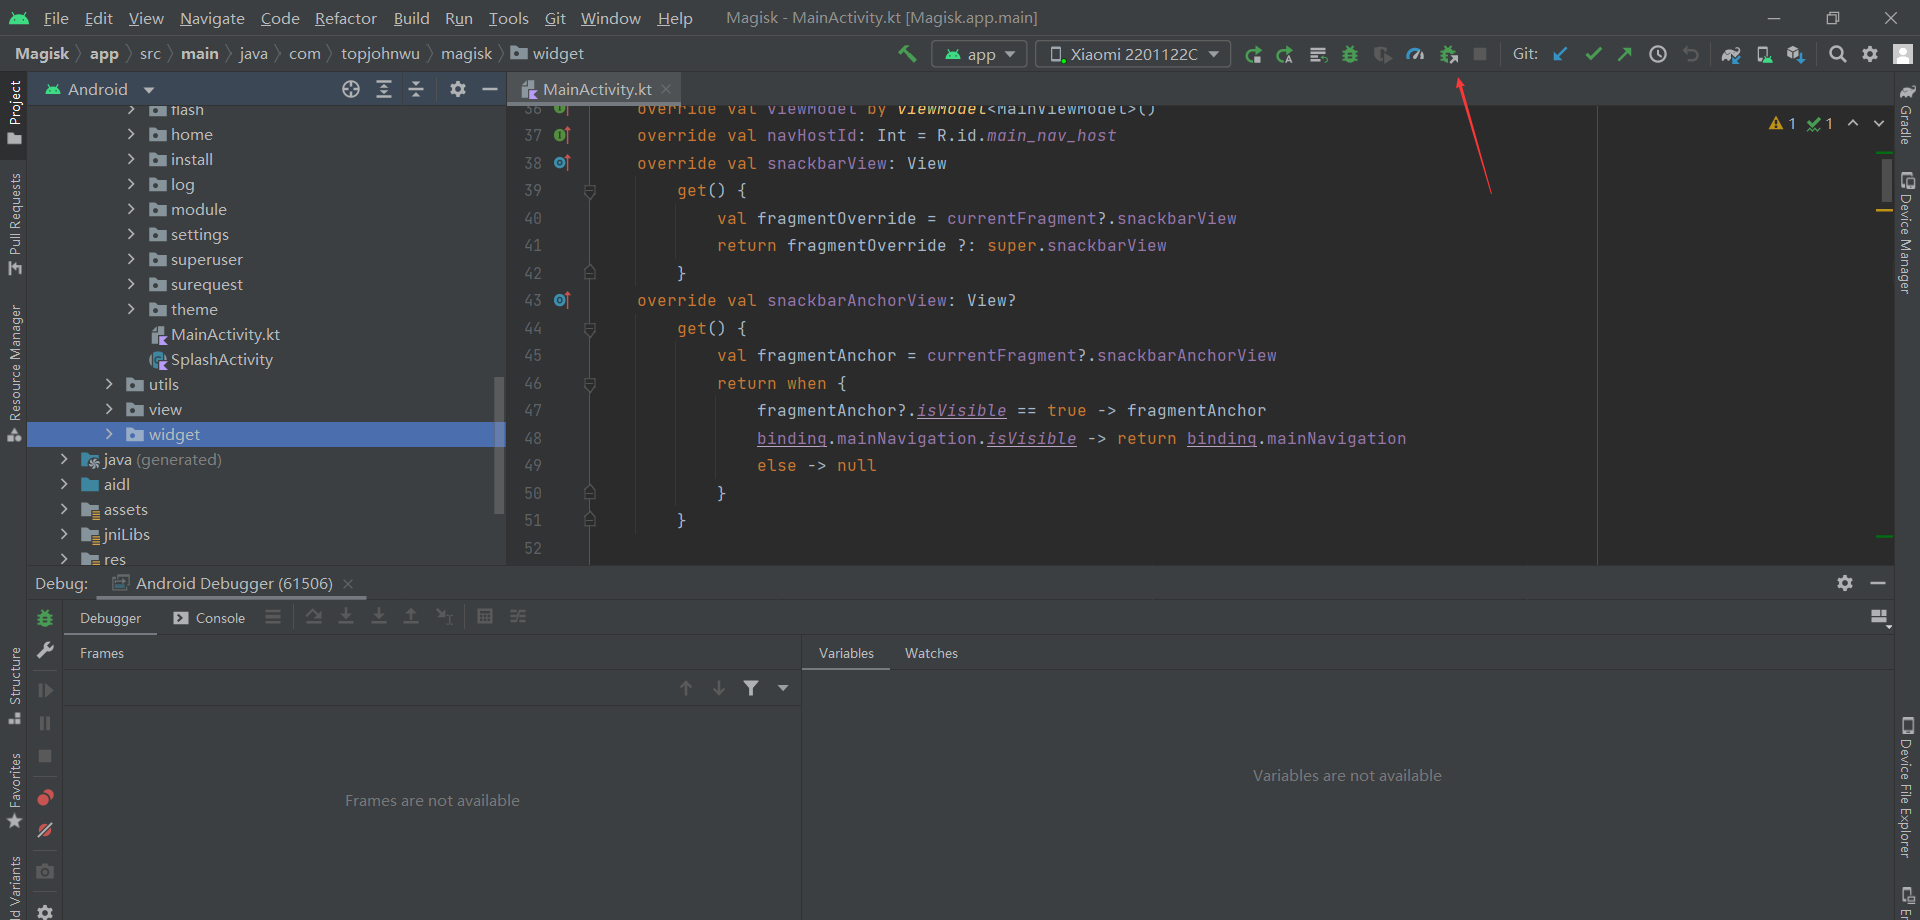 File Edit View Navigate Code Refactor Build Run Tools Git Window Help Magisk - MainActivity.kt [Magisk.app.main]
Magisk app src main java com topjohnwu magisk widget app Xiaomi 2201122C Git:
Android MainActivity.kt
flash
home
install
log
module
settings
superuser
surequest
theme
MainActivity.kt
SplashActivity
utils
view
widget
java (generated)
aidl
assets
jniLibs
res
36 override val viewModel by viewModel<MainViewModel>()
37 override val navHostId: Int = R.id.main_nav_host
38 override val snackbarView: View
39 get() {
40 val fragmentOverride = currentFragment?.snackbarView
41 return fragmentOverride ?: super.snackbarView
42 }
43 override val snackbarAnchorView: View?
44 get() {
45 val fragmentAnchor = currentFragment?.snackbarAnchorView
46 return when {
47 fragmentAnchor?.isVisible == true -> fragmentAnchor
48 binding.mainNavigation.isVisible -> return binding.mainNavigation
49 else -> null
50 }
51 }
52
1 1
Project
Pull Requests
Resource Manager
Structure
Favorites
ld Variants
Gradle
Device Manager
Device File Explorer
Debug: Android Debugger (61506)
Debugger Console
Frames
Variables Watches
Frames are not available
Variables are not available